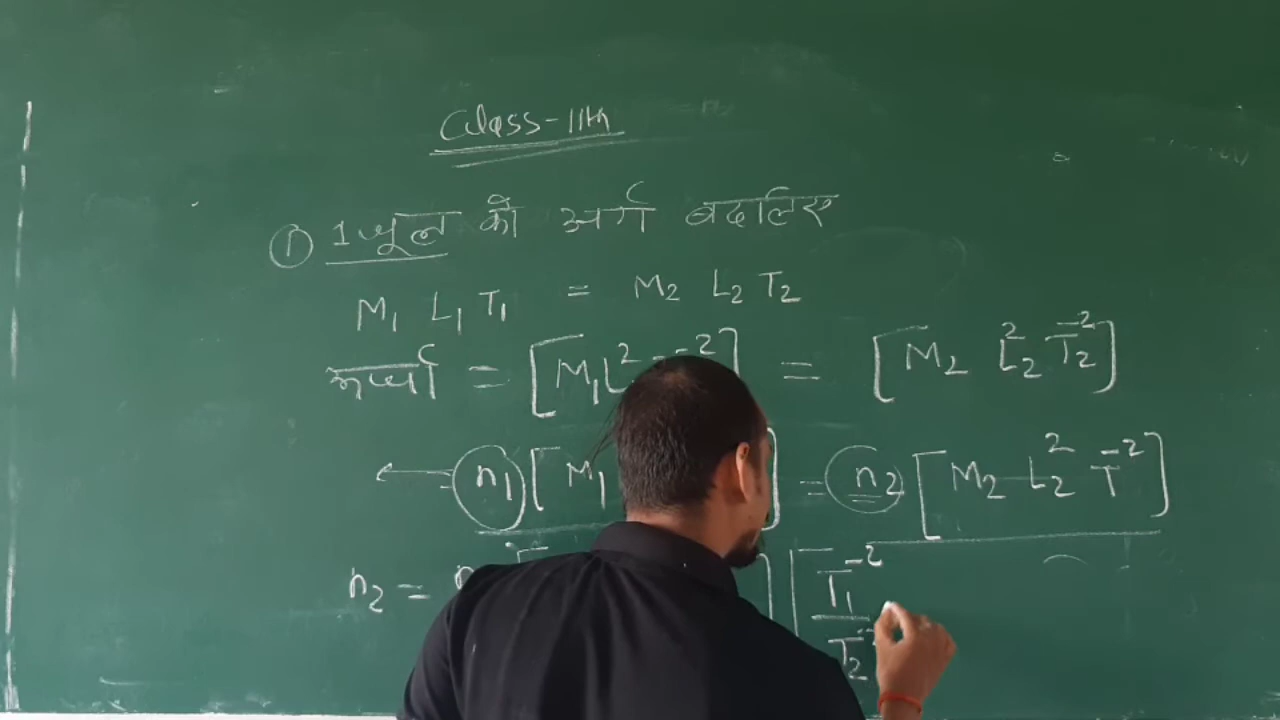 Class-11th
① 1 जूल को अर्ग बदलिए
M₁ L₁ T₁ = M₂ L₂ T₂
ऊर्जा = [M₁L² ⁻²] = [M₂ L₂² T₂⁻²]
n₁ [M₁ ] = n₂ [M₂ L₂² T⁻²]
n₂ = ] [T₁⁻² / T₂